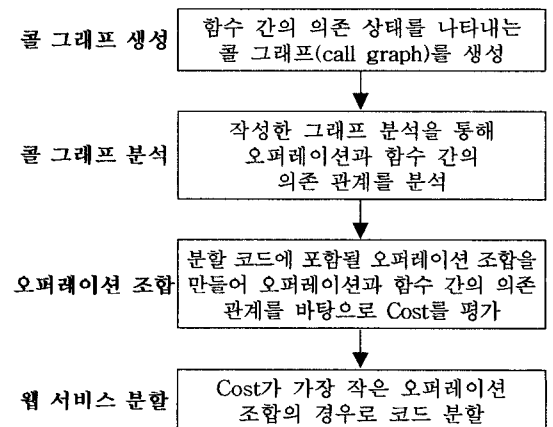 콜 그래프 생성
함수 간의 의존 상태를 나타내는
콜 그래프(call graph)를 생성
콜 그래프 분석
작성한 그래프 분석을 통해
오퍼레이션과 함수 간의
의존 관계를 분석
오퍼레이션 조합
분할 코드에 포함될 오퍼레이션 조합을
만들어 오퍼레이션과 함수 간의 의존
관계를 바탕으로 Cost를 평가
웹 서비스 분할
Cost가 가장 작은 오퍼레이션
조합의 경우로 코드 분할